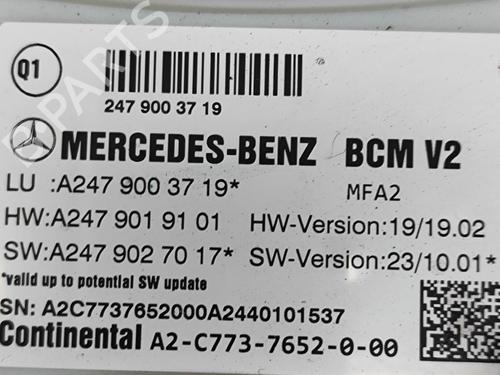 Q1
247 900 37 19
MERCEDES-BENZ BCM V2
LU :A247 900 37 19* MFA2
HW:A247 901 91 01 HW-Version:19/19.02
SW:A247 902 70 17* SW-Version:23/10.01*
*valid up to potential SW update
SN: A2C7737652000A2440101537
Continental A2-C773-7652-0-00
PARTS